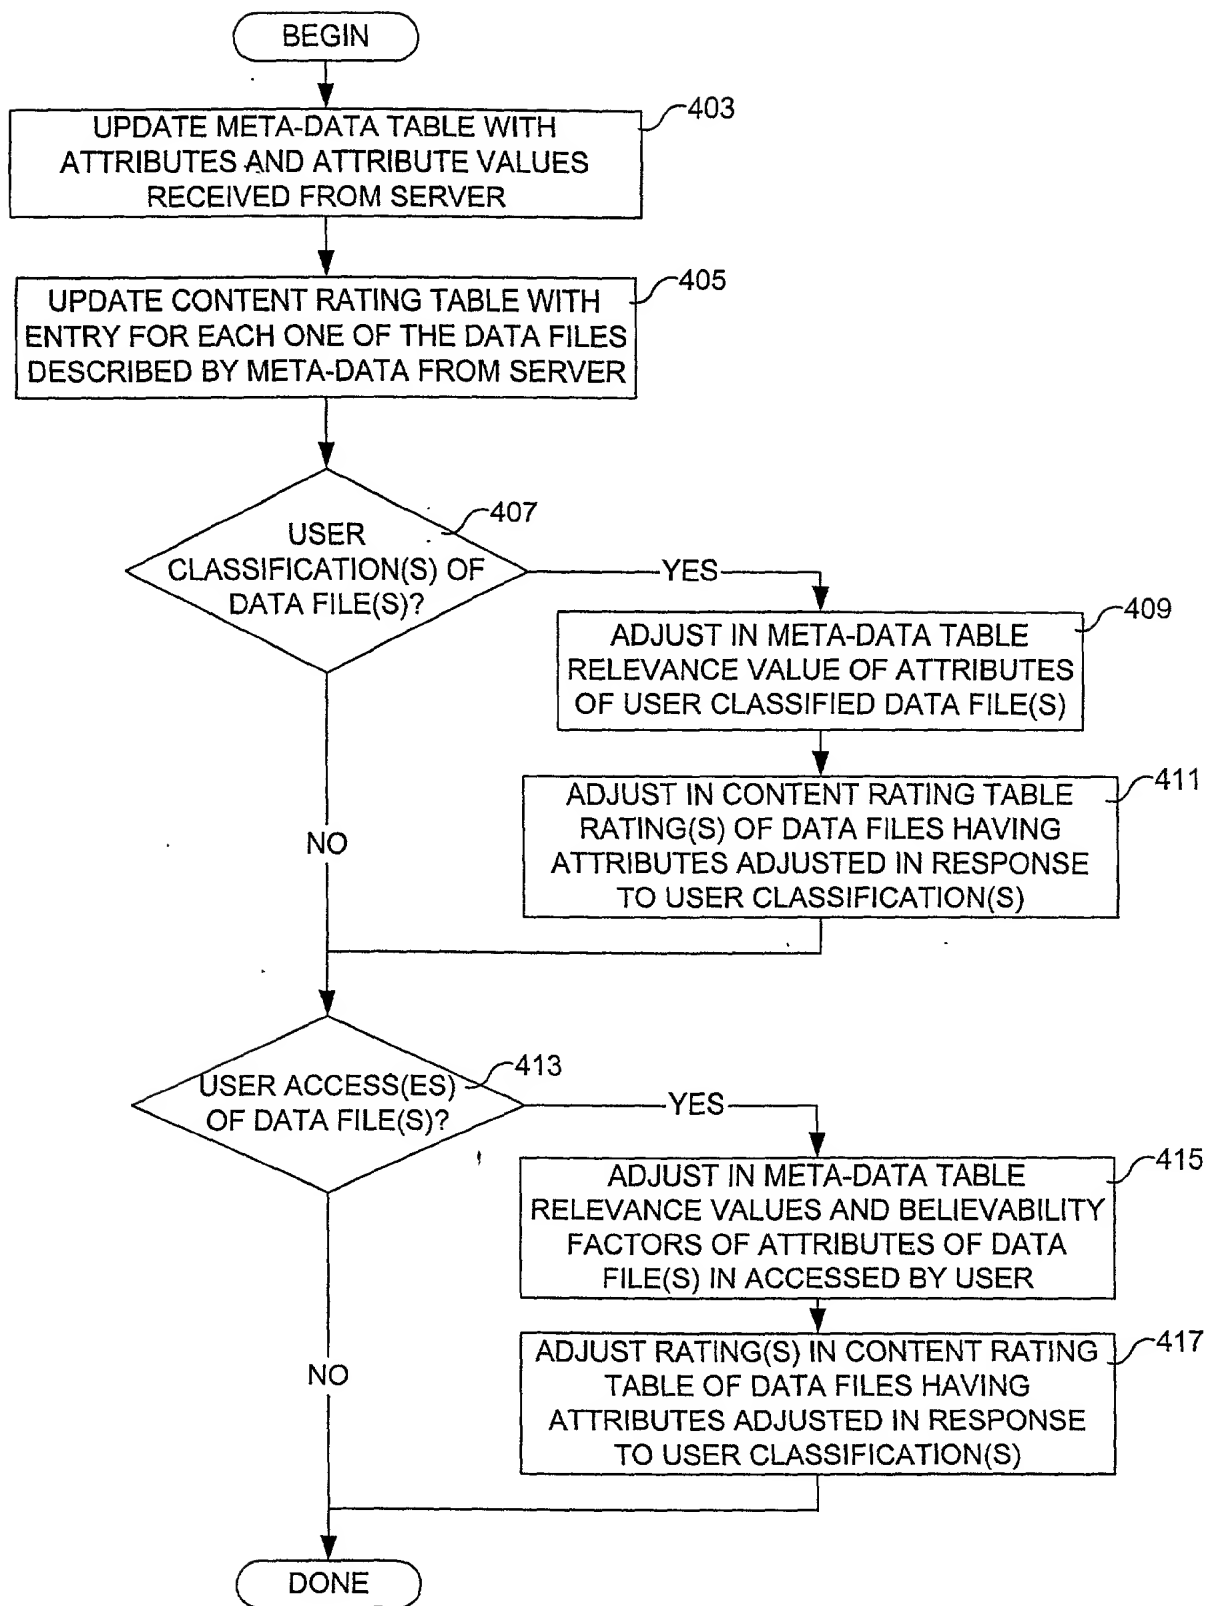 BEGIN
403
UPDATE META-DATA TABLE WITH
ATTRIBUTES AND ATTRIBUTE VALUES
RECEIVED FROM SERVER
405
UPDATE CONTENT RATING TABLE WITH
ENTRY FOR EACH ONE OF THE DATA FILES
DESCRIBED BY META-DATA FROM SERVER
407
USER
CLASSIFICATION(S) OF
DATA FILE(S)?
YES
409
ADJUST IN META-DATA TABLE
RELEVANCE VALUE OF ATTRIBUTES
OF USER CLASSIFIED DATA FILE(S)
411
ADJUST IN CONTENT RATING TABLE
RATING(S) OF DATA FILES HAVING
ATTRIBUTES ADJUSTED IN RESPONSE
TO USER CLASSIFICATION(S)
NO
413
USER ACCESS(ES)
OF DATA FILE(S)?
YES
415
ADJUST IN META-DATA TABLE
RELEVANCE VALUES AND BELIEVABILITY
FACTORS OF ATTRIBUTES OF DATA
FILE(S) IN ACCESSED BY USER
417
ADJUST RATING(S) IN CONTENT RATING
TABLE OF DATA FILES HAVING
ATTRIBUTES ADJUSTED IN RESPONSE
TO USER CLASSIFICATION(S)
NO
DONE